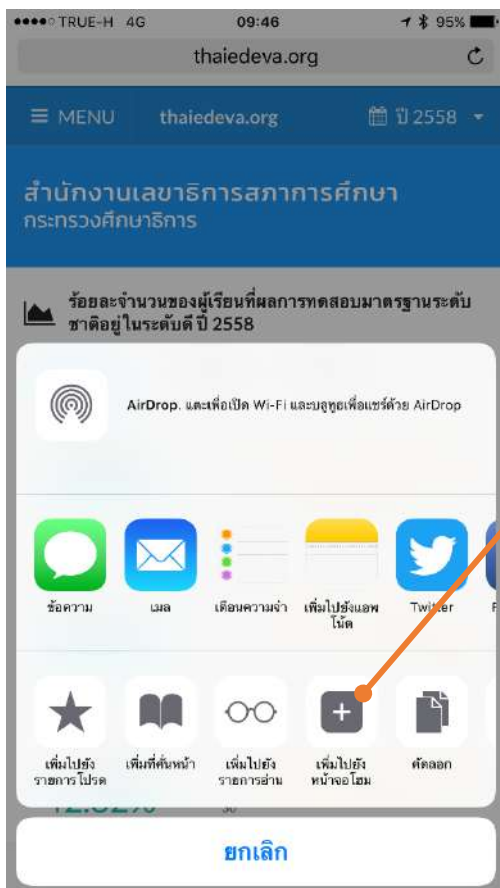 TRUE-H 4G 09:46 95%
thaiedeva.org
MENU thaiedeva.org ปี 2558
สำนักงานเลขาธิการสภาการศึกษา
กระทรวงศึกษาธิการ
ร้อยละจำนวนของผู้เรียนที่ผลการทดสอบมาตรฐานระดับ
ชาติอยู่ในระดับดี ปี 2558
AirDrop. แตะเพื่อเปิด Wi-Fi และบลูทูธเพื่อแชร์ด้วย AirDrop
ข้อความ เมล เตือนความจำ เพิ่มไปยังแอพ Twitter
โน้ต
เพิ่มไปยัง เพิ่มที่คั่นหน้า เพิ่มไปยัง เพิ่มไปยัง คัดลอก
รายการโปรด รายการอ่าน หน้าจอโฮม
ยกเลิก